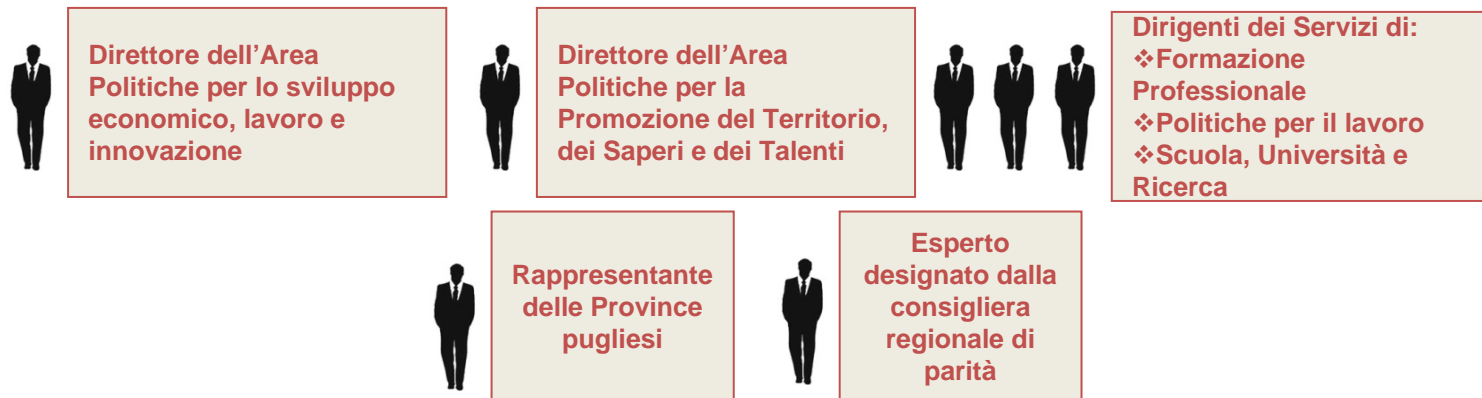 Direttore dell’Area
Politiche per lo sviluppo
economico, lavoro e
innovazione
Direttore dell’Area
Politiche per la
Promozione del Territorio,
dei Saperi e dei Talenti
Dirigenti dei Servizi di:
❖Formazione
Professionale
❖Politiche per il lavoro
❖Scuola, Università e
Ricerca
Rappresentante
delle Province
pugliesi
Esperto
designato dalla
consigliera
regionale di
parità